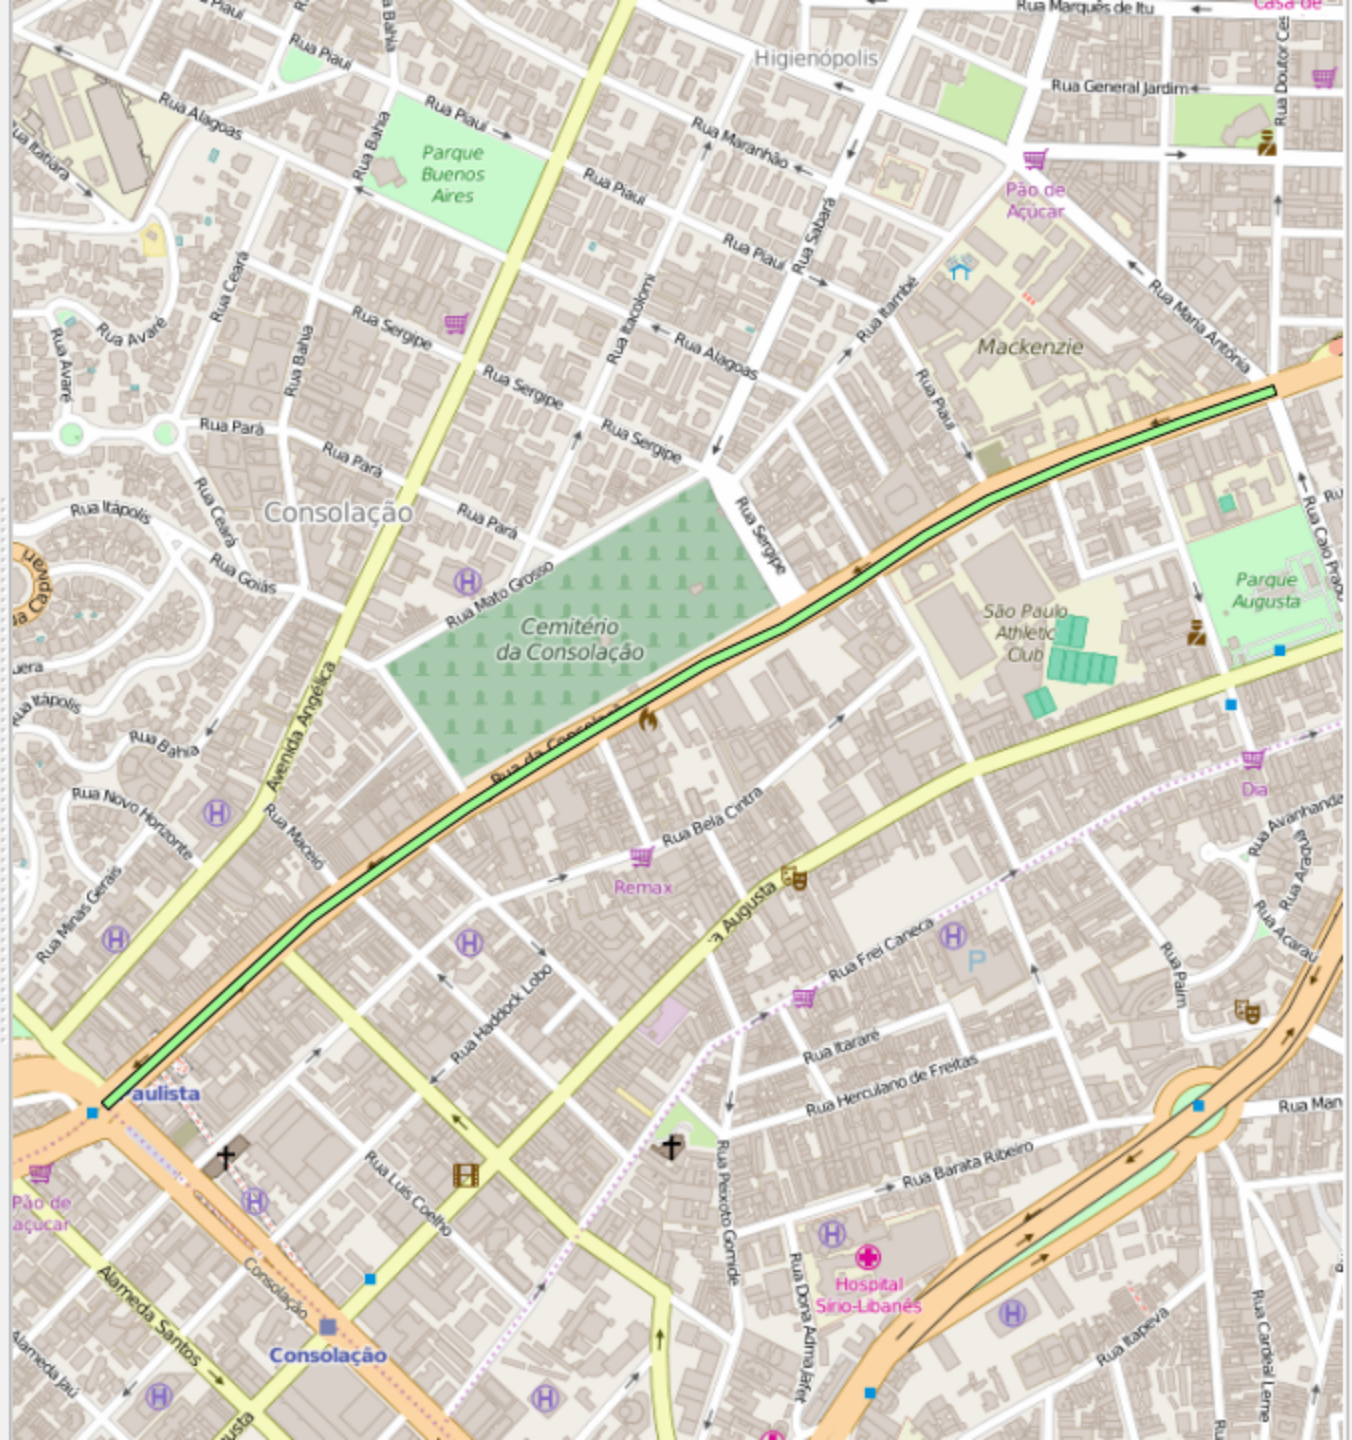 Rua Marquês de Itu
Piauí
Rua Piauí
Higienópolis
Rua General Jardim
Rua Alagoas
Rua Piauí
Rua Maranhão
Rua Bahia
Parque
Buenos
Aires
Rua Piauí
Pão de
Açúcar
Rua Sabará
Rua Piauí
Rua Ceará
Rua Itambé
Rua Maria Antônia
Rua Avaré
Rua Avaré
Rua Sergipe
Rua Itacolomi
Rua Alagoas
Mackenzie
Rua Bahia
Rua Sergipe
Rua Piauí
Rua Pará
Rua Sergipe
Rua Pará
Rua Itápolis
Rua Ceará
Consolação
Rua Pará
Rua Sergipe
Rua Caio Prado
Rua Goiás
Rua Mato Grosso
Parque
Augusta
Cemitério
da Consolação
São Paulo
Athletic
Club
Rua Itápolis
Avenida Angélica
Rua Bahia
Dia
Rua Novo Horizonte
Rua Maceió
Rua Bela Cintra
Remax
Rua Minas Gerais
a Augusta
Rua Frei Caneca
Rua Acaraú
Rua Paim
P
Rua Haddock Lobo
Rua Itararé
Rua Herculano de Freitas
aulista
Rua Man
Rua Barata Ribeiro
Rua Luís Coelho
Rua Peixoto Gomide
Pão de
açúcar
Consolação
Rua Dona Adma Jafet
Hospital
Sírio-Libanês
Alameda Santos
Rua Itapeva
Rua Cardeal Leme
Consolação
Alameda Jaú
usta